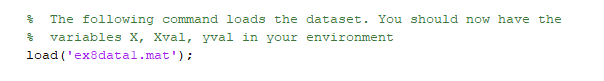 %  The following command loads the dataset. You should now have the
%  variables X, Xval, yval in your environment
load('ex8data1.mat');